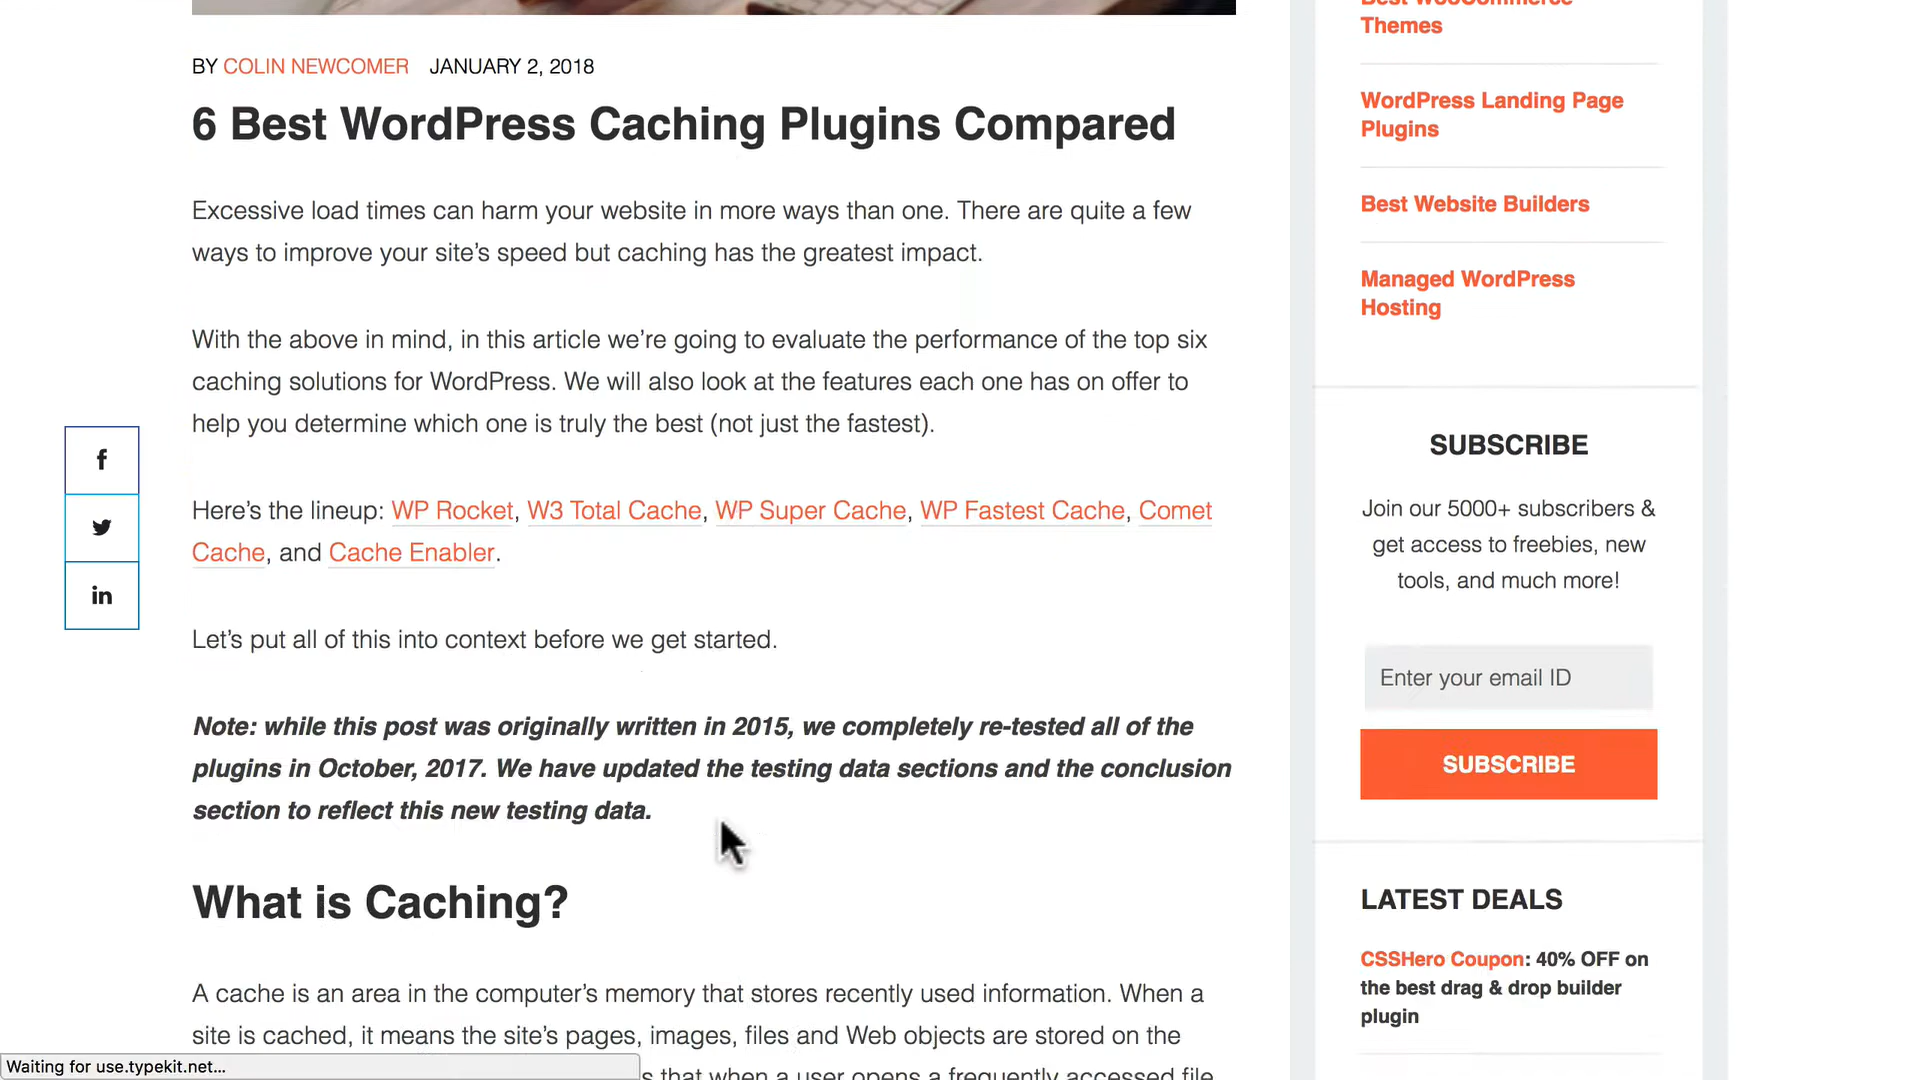 BY COLIN NEWCOMER JANUARY 2, 2018
6 Best WordPress Caching Plugins Compared
Excessive load times can harm your website in more ways than one. There are quite a few
ways to improve your site’s speed but caching has the greatest impact.
With the above in mind, in this article we’re going to evaluate the performance of the top six
caching solutions for WordPress. We will also look at the features each one has on offer to
help you determine which one is truly the best (not just the fastest).
Here’s the lineup: WP Rocket, W3 Total Cache, WP Super Cache, WP Fastest Cache, Comet
Cache, and Cache Enabler.
Let’s put all of this into context before we get started.
Note: while this post was originally written in 2015, we completely re-tested all of the
plugins in October, 2017. We have updated the testing data sections and the conclusion
section to reflect this new testing data.
What is Caching?
A cache is an area in the computer’s memory that stores recently used information. When a
site is cached, it means the site’s pages, images, files and Web objects are stored on the
s that when a user opens a frequently accessed file
Waiting for use.typekit.net...
f
in
Best WooCommerce
Themes
WordPress Landing Page
Plugins
Best Website Builders
Managed WordPress
Hosting
SUBSCRIBE
Join our 5000+ subscribers &
get access to freebies, new
tools, and much more!
Enter your email ID
SUBSCRIBE
LATEST DEALS
CSSHero Coupon: 40% OFF on
the best drag & drop builder
plugin